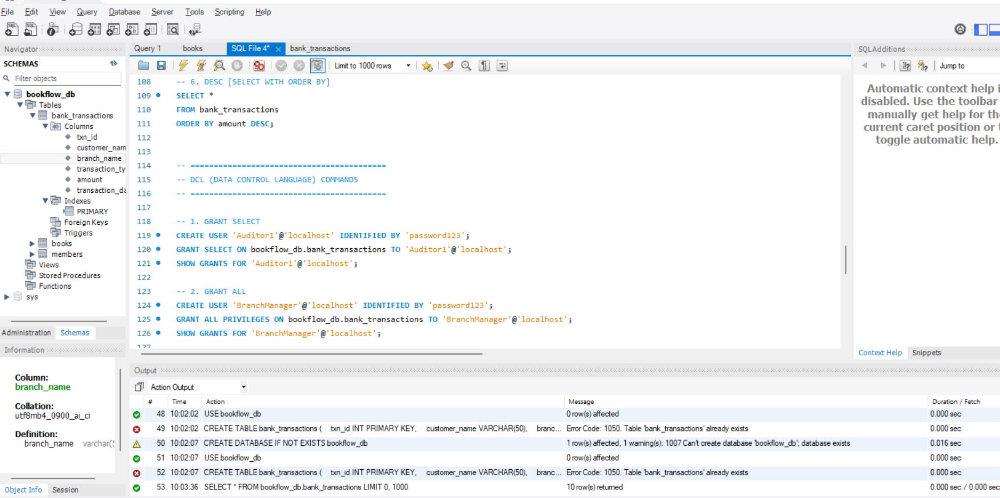 File Edit View Query Database Server Tools Scripting Help
Navigator
SCHEMAS
Filter objects
bookflow_db
Tables
bank_transactions
Columns
txn_id
customer_nam
branch_name
transaction_ty
amount
transaction_da
Indexes
PRIMARY
Foreign Keys
Triggers
books
members
Views
Stored Procedures
Functions
sys
Administration Schemas
Information
Column:
branch_name
Collation:
utf8mb4_0900_ai_ci
Definition:
branch_name varchar(5
Object Info Session
Query 1 books SQL File 4* bank_transactions
Limit to 1000 rows
108 -- 6. DESC [SELECT WITH ORDER BY]
109 SELECT *
110 FROM bank_transactions
111 ORDER BY amount DESC;
112
113
114 -- ==========================================
115 -- DCL (DATA CONTROL LANGUAGE) COMMANDS
116 -- ==========================================
117
118 -- 1. GRANT SELECT
119 CREATE USER 'Auditor1'@'localhost' IDENTIFIED BY 'password123';
120 GRANT SELECT ON bookflow_db.bank_transactions TO 'Auditor1'@'localhost';
121 SHOW GRANTS FOR 'Auditor1'@'localhost';
122
123 -- 2. GRANT ALL
124 CREATE USER 'BranchManager'@'localhost' IDENTIFIED BY 'password123';
125 GRANT ALL PRIVILEGES ON bookflow_db.bank_transactions TO 'BranchManager'@'localhost';
126 SHOW GRANTS FOR 'BranchManager'@'localhost';
127
SQLAdditions
Jump to
Automatic context help i
disabled. Use the toolbar
manually get help for the
current caret position or t
toggle automatic help.
Context Help Snippets
Output
Action Output
# Time Action Message Duration / Fetch
48 10:02:02 USE bookflow_db 0 row(s) affected 0.000 sec
49 10:02:02 CREATE TABLE bank_transactions ( txn_id INT PRIMARY KEY, customer_name VARCHAR(50), branc... Error Code: 1050. Table 'bank_transactions' already exists 0.000 sec
50 10:02:07 CREATE DATABASE IF NOT EXISTS bookflow_db 1 row(s) affected, 1 warning(s): 1007 Can't create database 'bookflow_db'; database exists 0.016 sec
51 10:02:07 USE bookflow_db 0 row(s) affected 0.000 sec
52 10:02:07 CREATE TABLE bank_transactions ( txn_id INT PRIMARY KEY, customer_name VARCHAR(50), branc... Error Code: 1050. Table 'bank_transactions' already exists 0.000 sec
53 10:03:36 SELECT * FROM bookflow_db.bank_transactions LIMIT 0, 1000 10 row(s) returned 0.000 sec / 0.000 sec